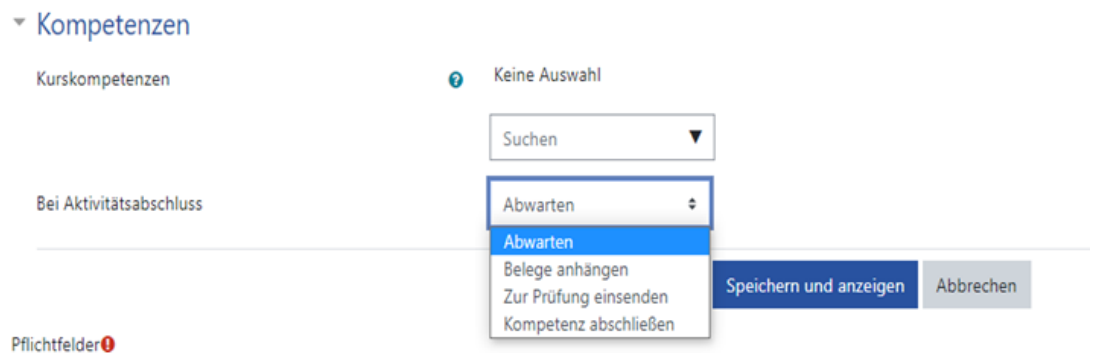 Kompetenzen
Kurskompetenzen
Keine Auswahl
Suchen
Bei Aktivitätsabschluss
Abwarten
Abwarten
Belege anhängen
Zur Prüfung einsenden
Kompetenz abschließen
Speichern und anzeigen
Abbrechen
Pflichtfelder